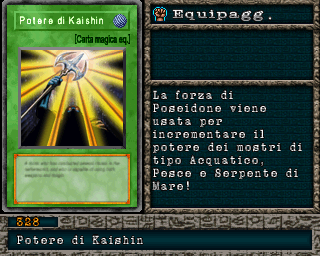 Potere di Kaishin
[Carta magica eq.]
Equipagg.
La forza di
Poseidone viene
usata per
incrementare il
potere dei mostri di
tipo Acquatico,
Pesce e Serpente di
Mare!
328
Potere di Kaishin